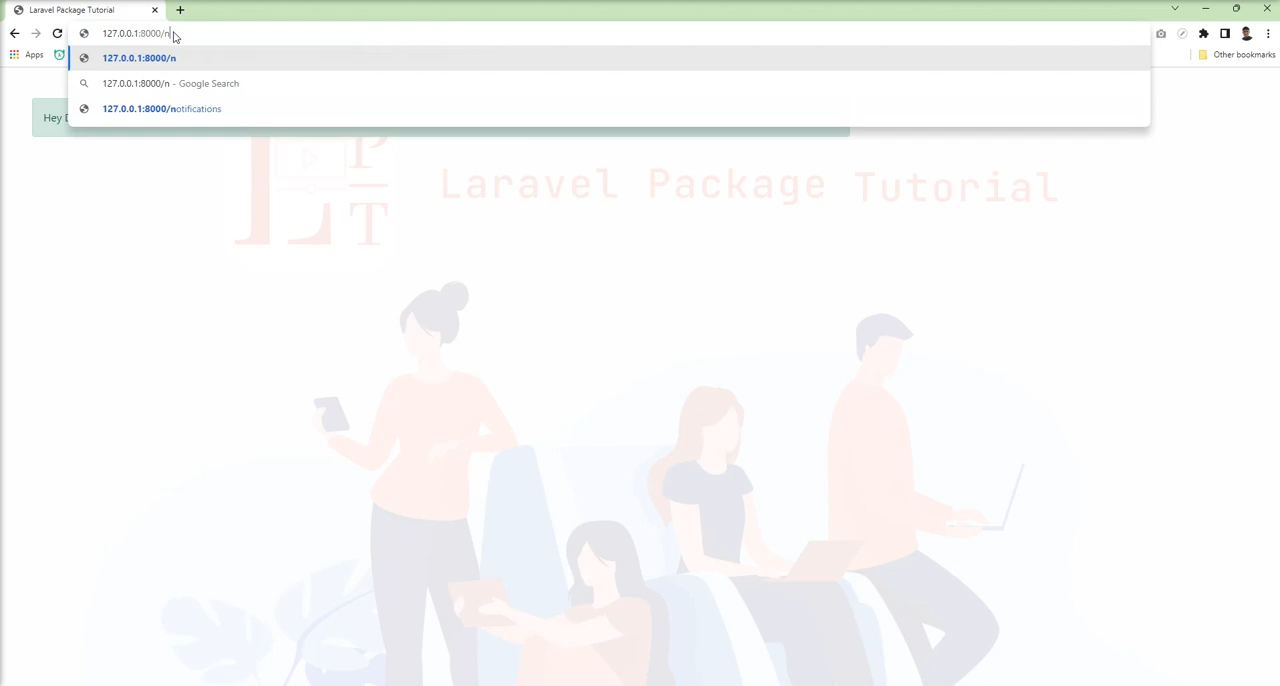 Laravel Package Tutorial
127.0.0.1:8000/n
127.0.0.1:8000/n
Apps
Other bookmarks
127.0.0.1:8000/n - Google Search
127.0.0.1:8000/notifications
Hey
L P T
Laravel Package Tutorial